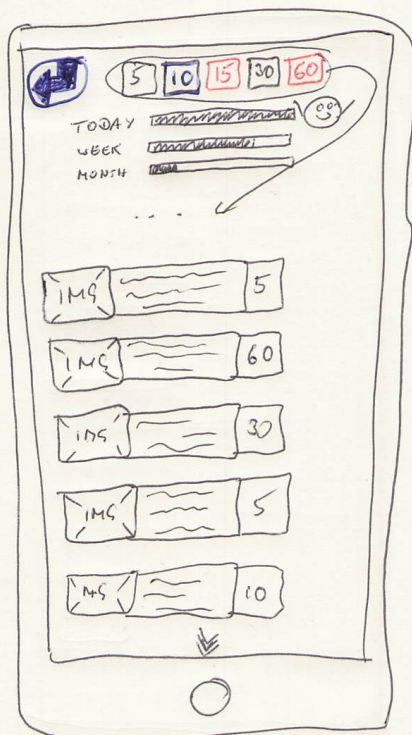 5 10 15 30 60
TODAY
WEEK
MONTH
....
IMG 5
IMG 60
IMG 30
IMG 5
IMG 10